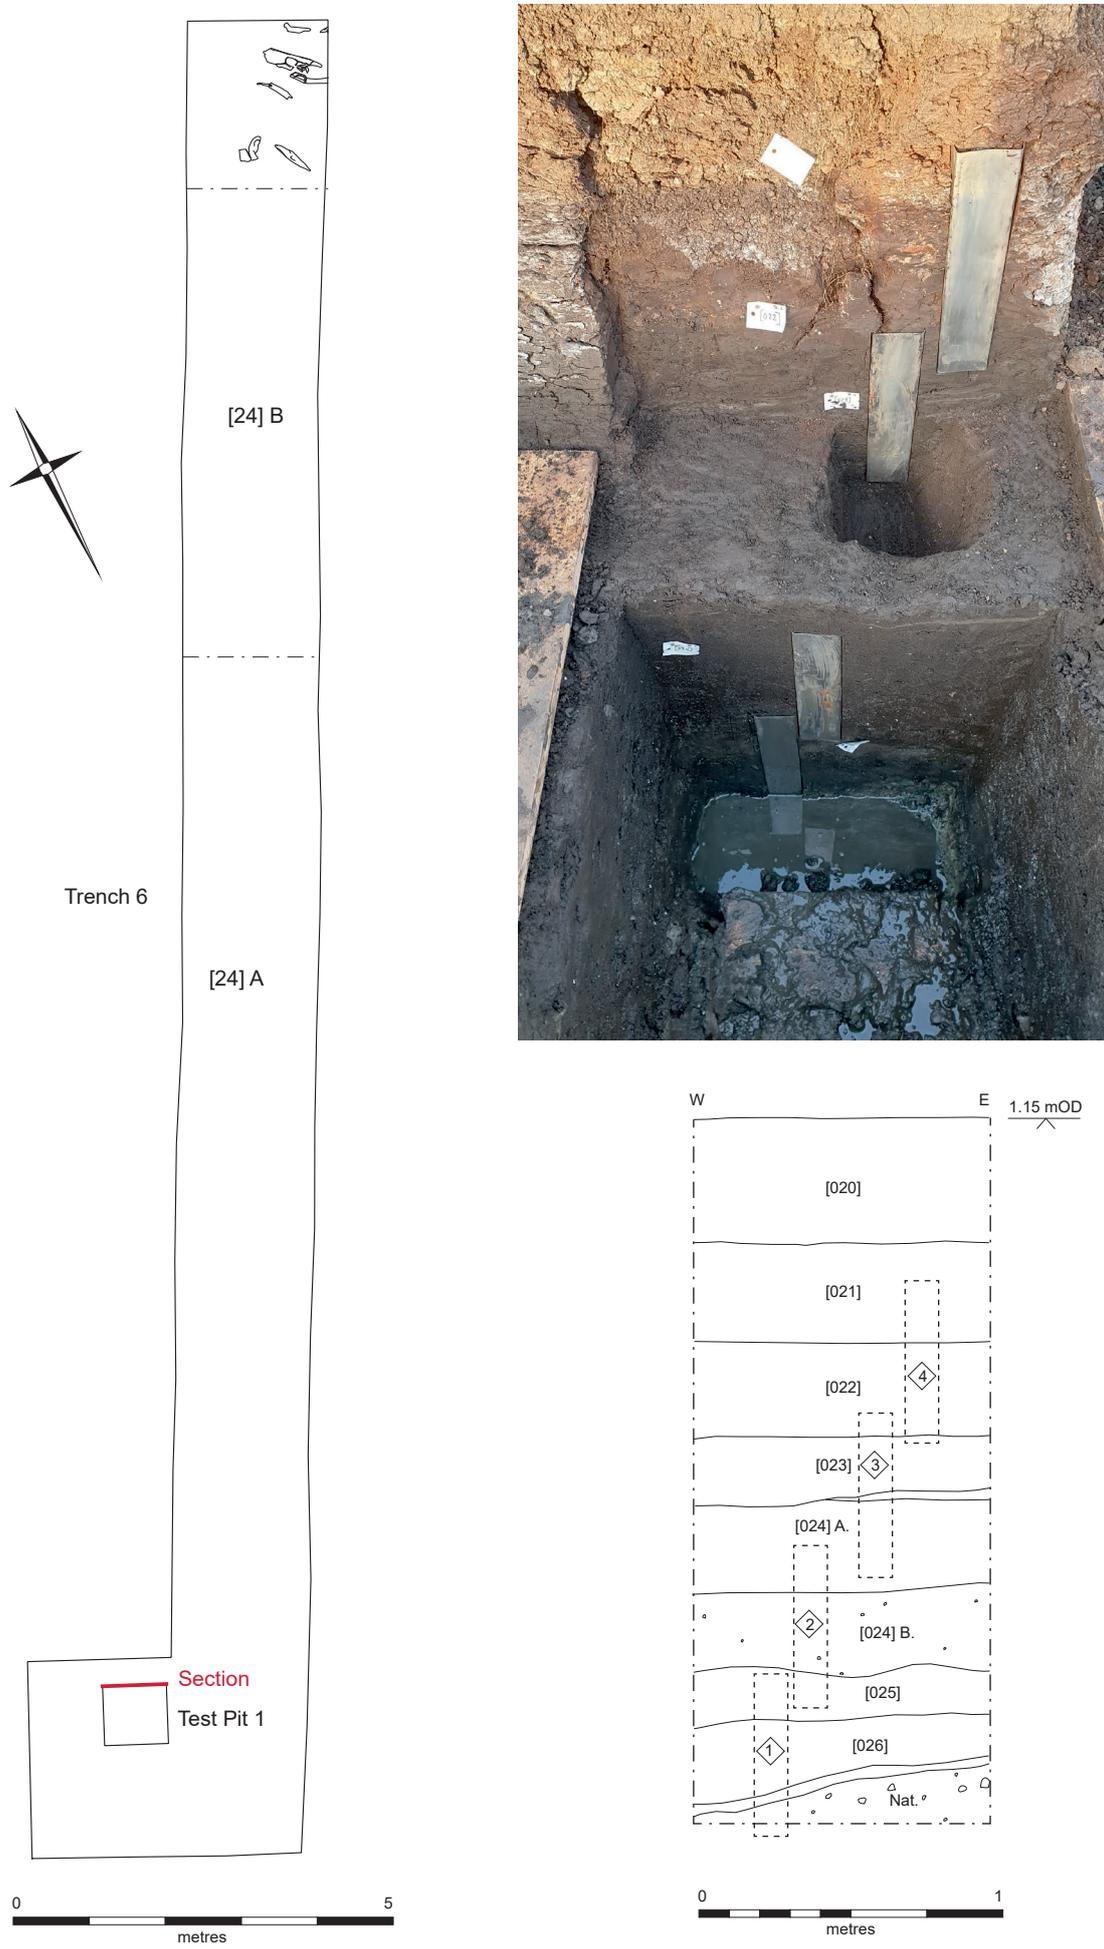 [24] B
Trench 6
[24] A
Section
Test Pit 1
0 5
metres
[022]
W E
1.15 mOD
[020]
[021]
4
[022]
[023] 3
[024] A.
2
[024] B.
[025]
1
[026]
Nat.
0 1
metres